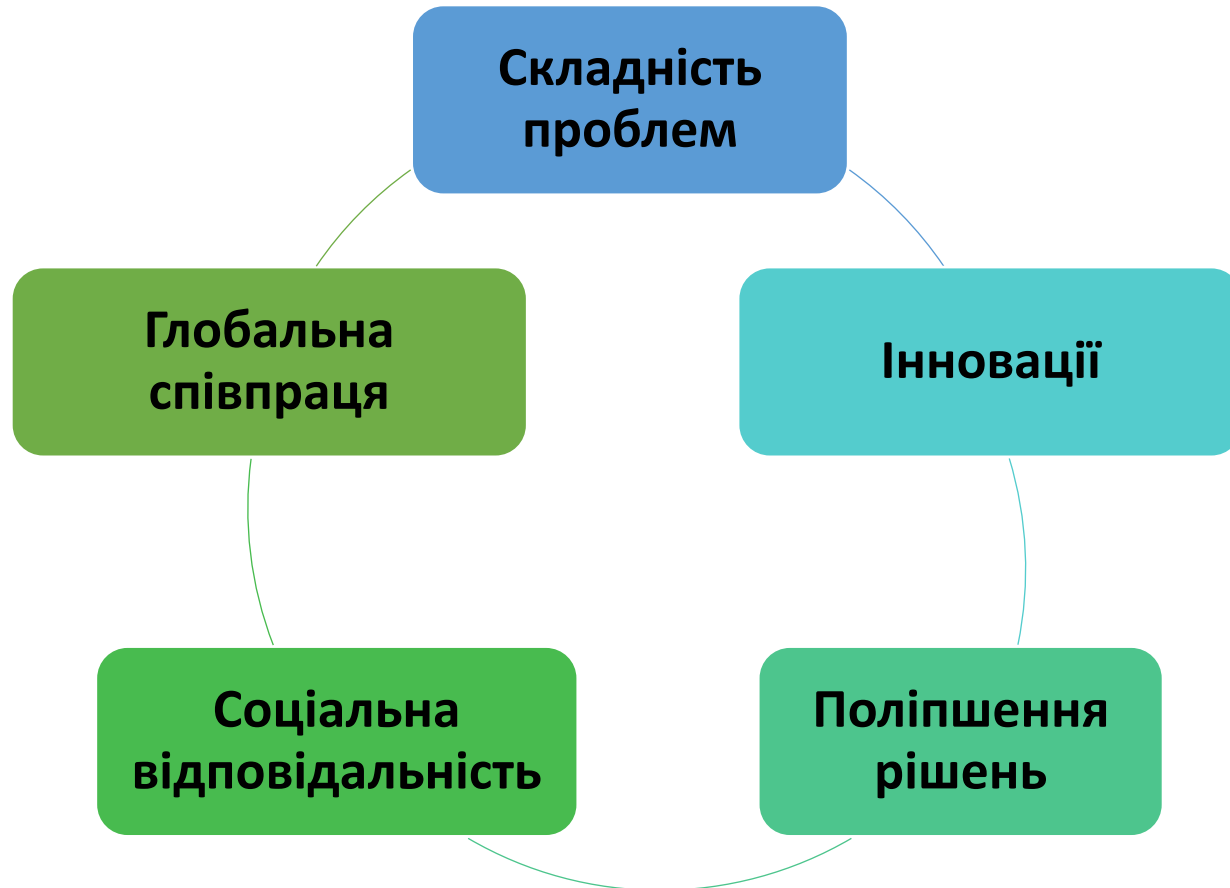 Складність
проблем
Глобальна
співпраця
Інновації
Соціальна
відповідальність
Поліпшення
рішень